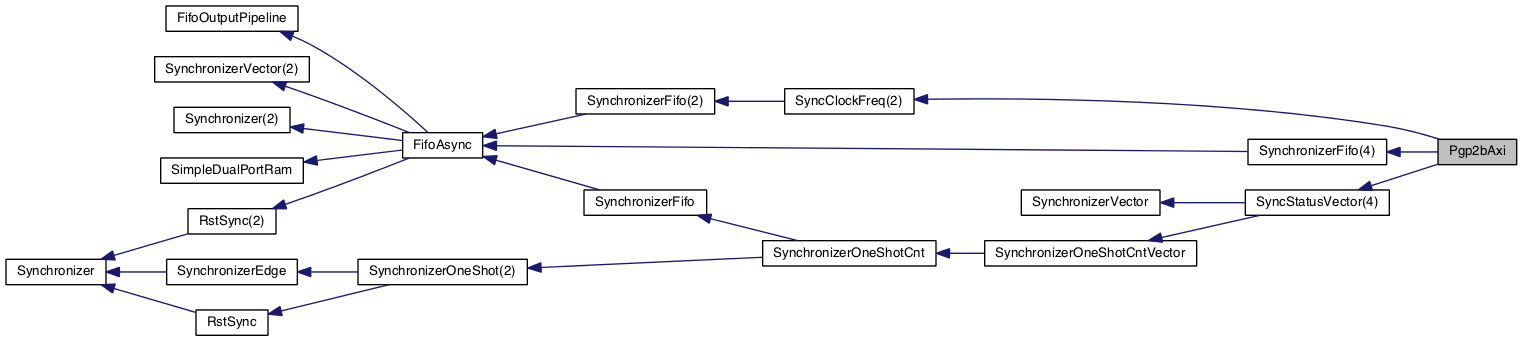 FifoOutputPipeline
SynchronizerVector(2)
Synchronizer(2)
SimpleDualPortRam
RstSync(2)
Synchronizer
SynchronizerEdge
RstSync
FifoAsync
SynchronizerOneShot(2)
SynchronizerFifo(2)
SynchronizerFifo
SyncClockFreq(2)
SynchronizerOneShotCnt
SynchronizerVector
SynchronizerOneShotCntVector
SynchronizerFifo(4)
SyncStatusVector(4)
Pgp2bAxi